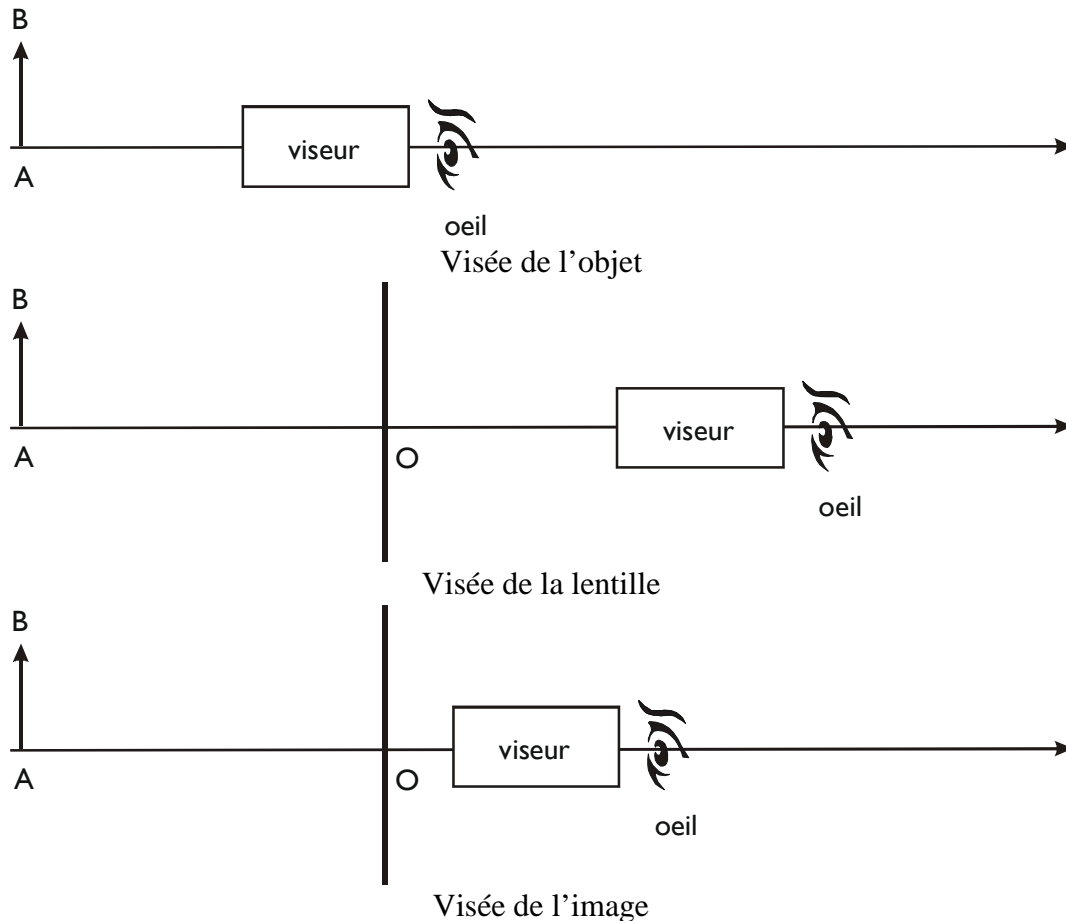 B
viseur
A
oeil
Visée de l'objet
B
viseur
A
O
oeil
Visée de la lentille
B
viseur
A
O
oeil
Visée de l'image